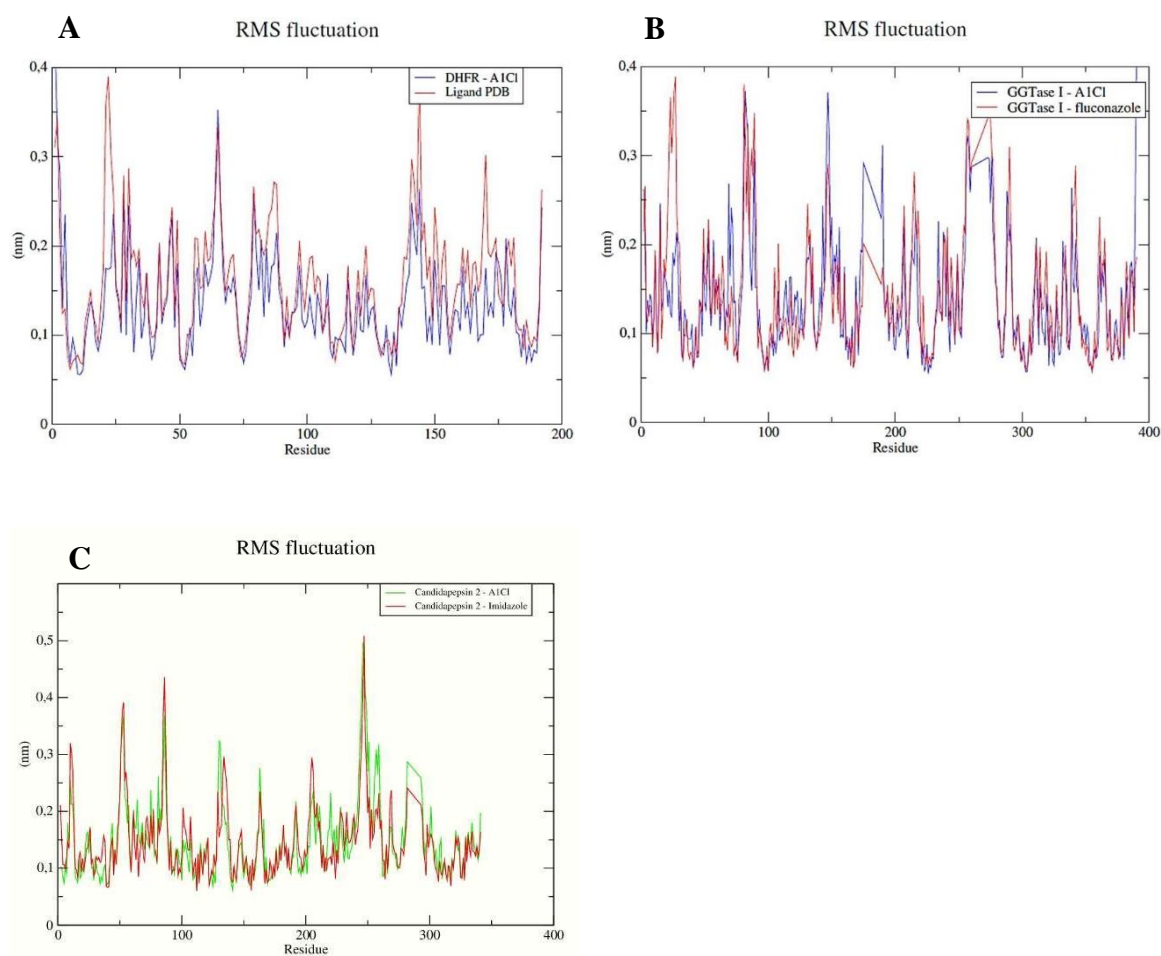 A
RMS fluctuation
0,4
0,3
0,2
0,1
0
(nm)
DHFR - A1Cl
Ligand PDB
0
50
100
150
200
Residue
B
RMS fluctuation
0,4
0,3
0,2
0,1
0
(nm)
GGTase I - A1Cl
GGTase I - fluconazole
0
100
200
300
400
Residue
C
RMS fluctuation
0,5
0,4
0,3
0,2
0,1
0
(nm)
Candidapepsin 2 - A1Cl
Candidapepsin 2 - Imidazole
0
100
200
300
400
Residue